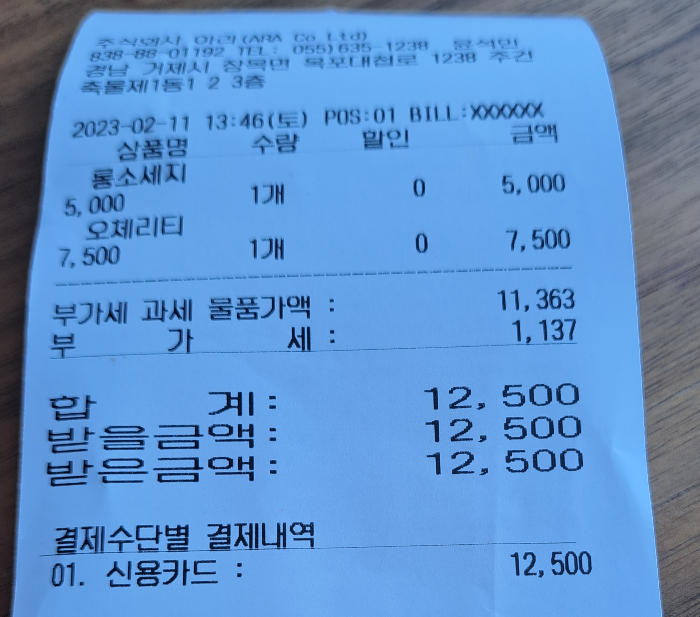 주식회사 아라(ARA Co Ltd)
838-88-01192 TEL: 055)635-1238 윤석민
경남 거제시 장목면 옥포대첩로 1238 주건
축물제1동1 2 3층
2023-02-11 13:46(토) POS:01 BILL:XXXXXX
상품명 수량 할인 금액
롱소세지
5,000 1개 0 5,000
오체리티
7,500 1개 0 7,500
부가세 과세 물품가액 : 11,363
부 가 세 : 1,137
합 계 : 12,500
받을금액 : 12,500
받은금액 : 12,500
결제수단별 결제내역
01. 신용카드 : 12,500